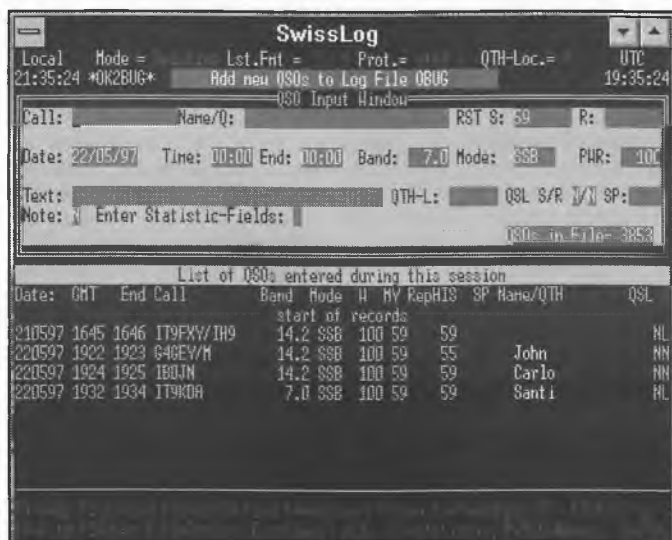 SwissLog
Local Mode = Lst.Fmt = Prot.= QTH-Loc.= UTC
21:35:24 *OK2BUG* Add new QSOs to Log File OBUG 19:35:24
QSO Input Window
Call: Name/Q: RST S: 59 R:
Date: 22/05/97 Time: 00:00 End: 00:00 Band: 7.0 Mode: SSB PWR: 100
Text: QTH-L: QSL S/R N/N SP:
Note: N Enter Statistic-Fields:
QSOs in File= 3853
List of QSOs entered during this session
Date: GMT End Call Band Mode W MY RepHIS SP Name/QTH QSL
start of records
210597 1645 1646 IT9FXY/IH9 14.2 SSB 100 59 59 NL
220597 1922 1923 G4GEV/M 14.2 SSB 100 59 55 John NN
220597 1924 1925 IB0JN 14.2 SSB 100 59 59 Carlo NN
220597 1932 1934 IT9KDA 7.0 SSB 100 59 59 Santi NL